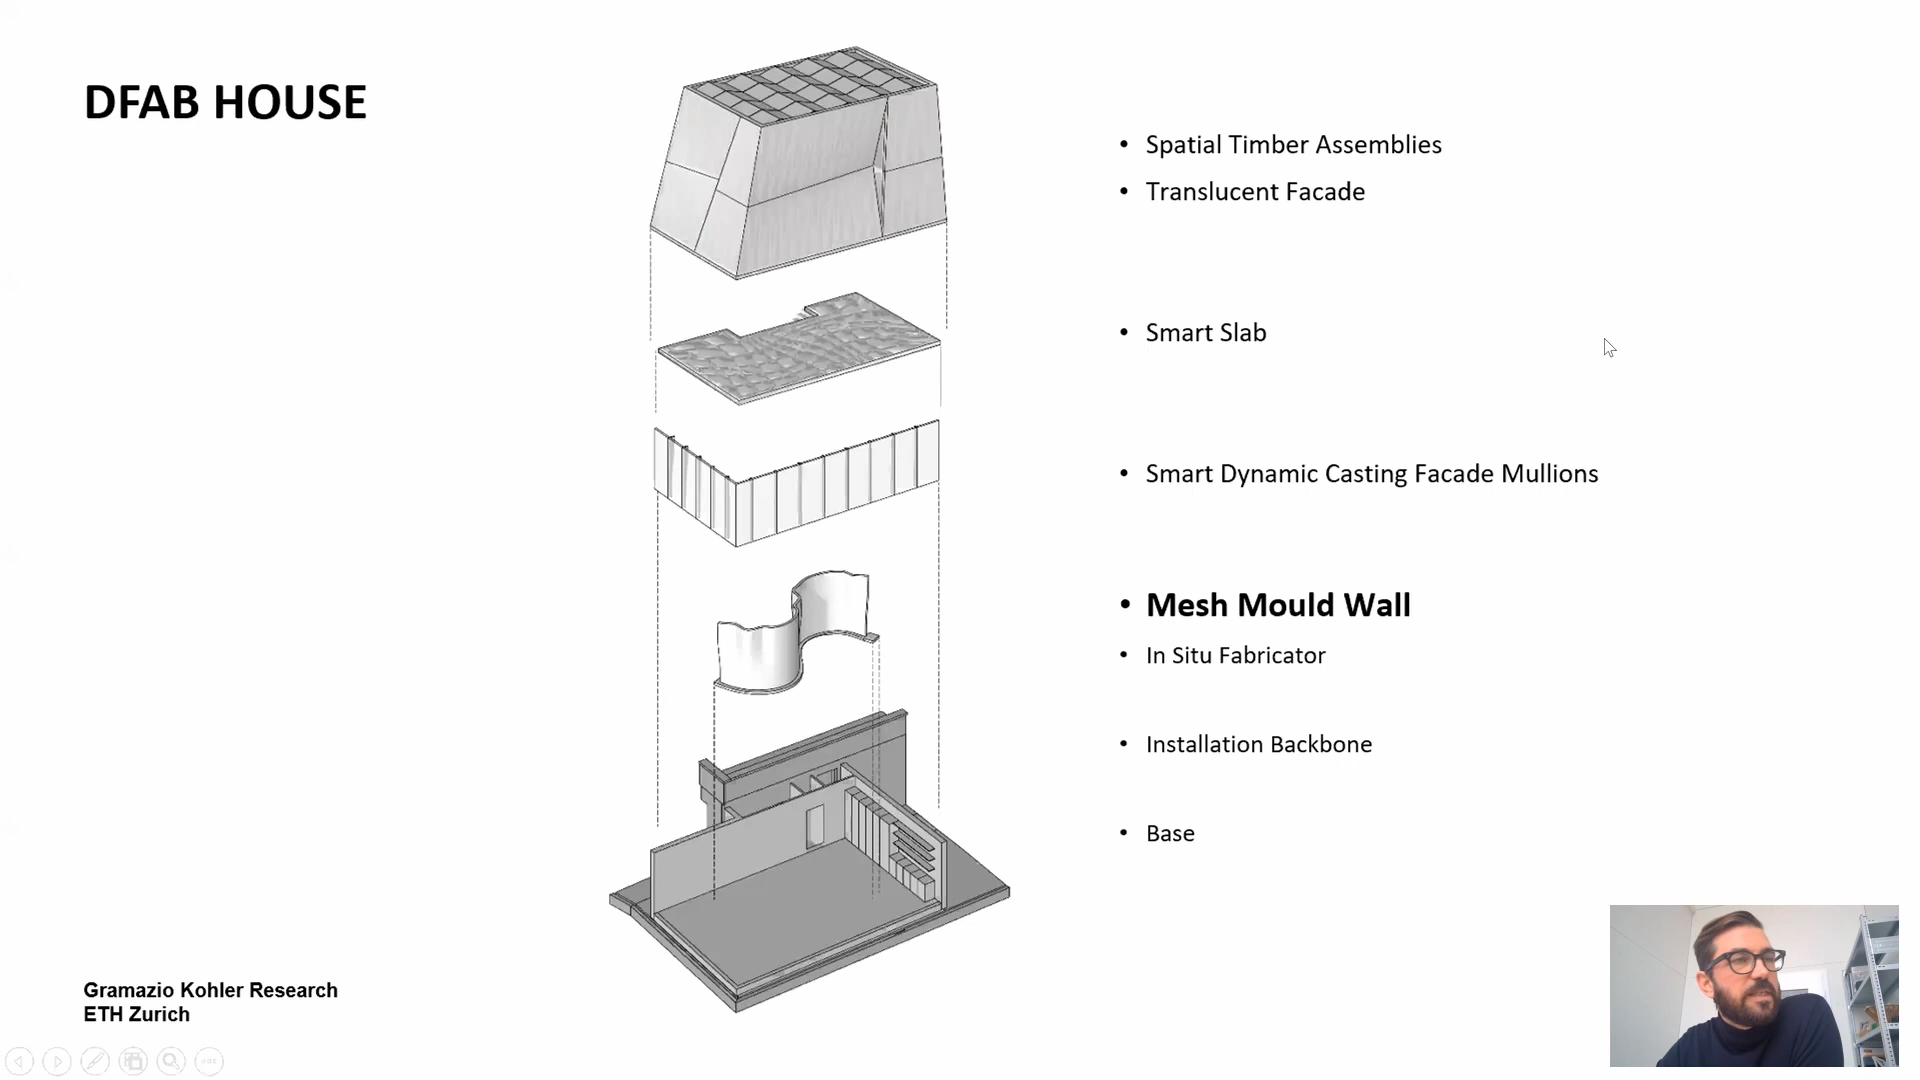 DFAB HOUSE
• Spatial Timber Assemblies
• Translucent Facade
• Smart Slab
• Smart Dynamic Casting Facade Mullions
• Mesh Mould Wall
• In Situ Fabricator
• Installation Backbone
• Base
Gramazio Kohler Research
ETH Zurich